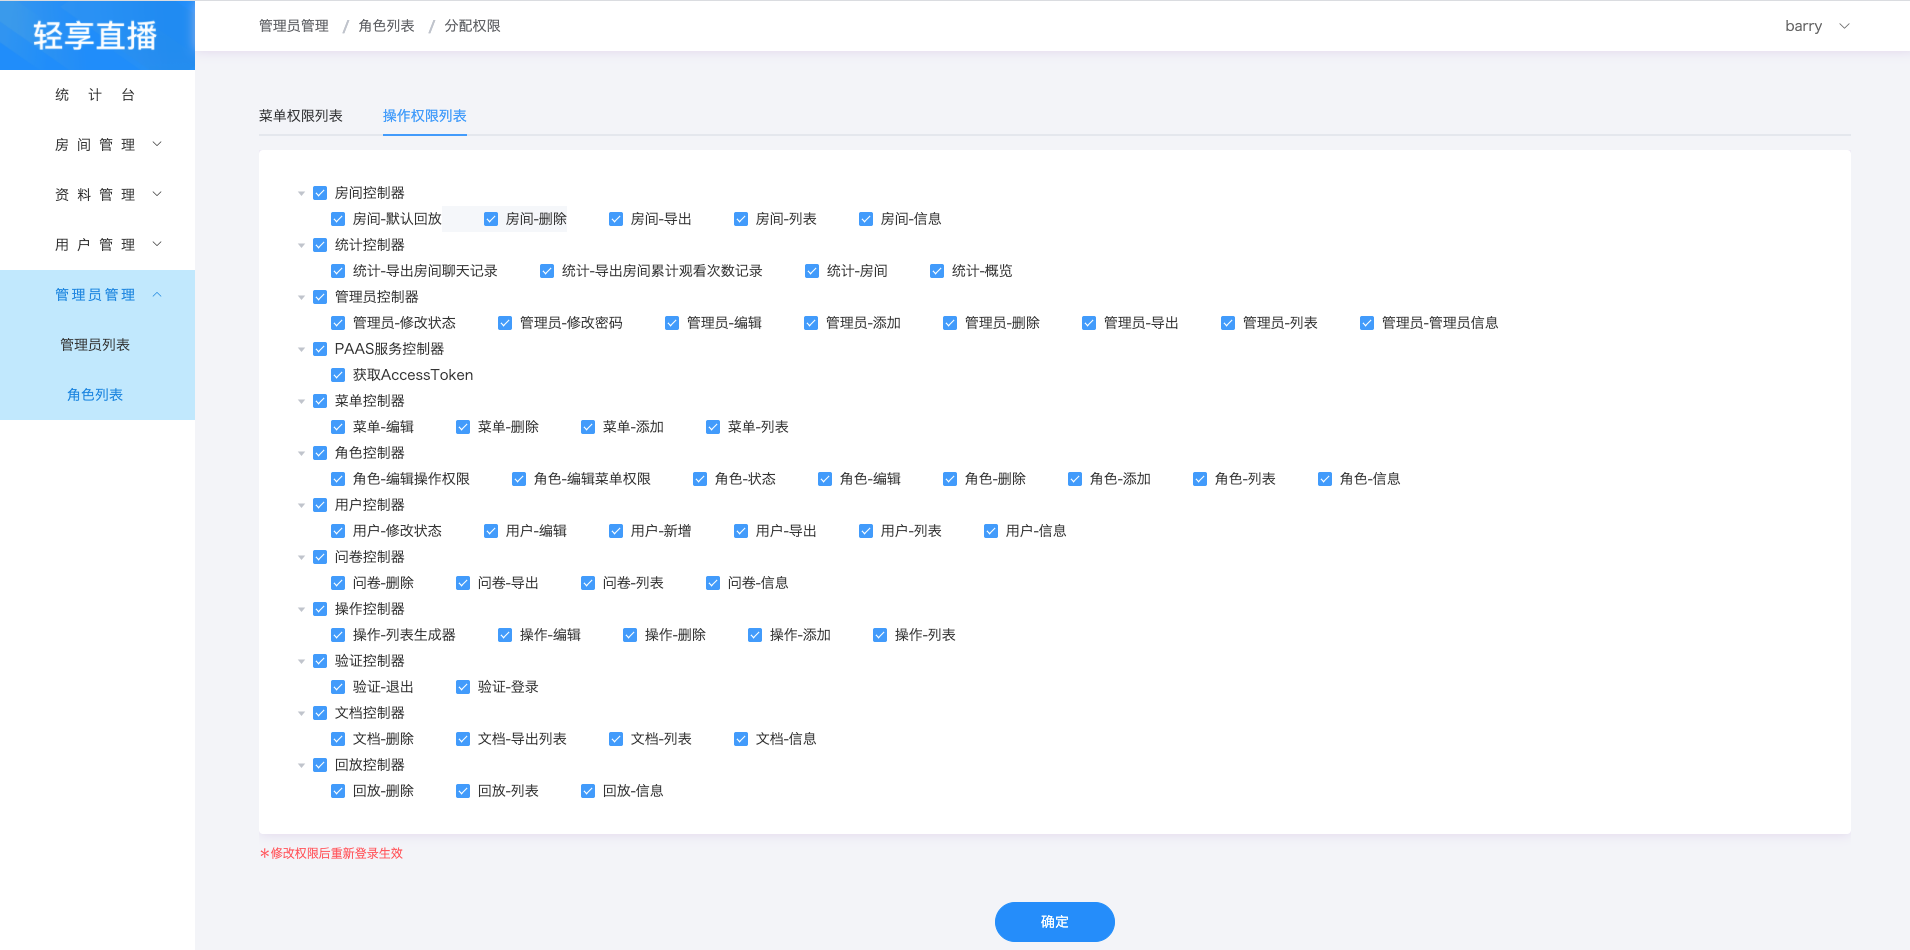 轻享直播
管理员管理 / 角色列表 / 分配权限
barry
统计台
房间管理
资料管理
用户管理
管理员管理
管理员列表
角色列表
菜单权限列表 操作权限列表
房间控制器
房间-默认回放 房间-删除 房间-导出 房间-列表 房间-信息
统计控制器
统计-导出房间聊天记录 统计-导出房间累计观看次数记录 统计-房间 统计-概览
管理员控制器
管理员-修改状态 管理员-修改密码 管理员-编辑 管理员-添加 管理员-删除 管理员-导出 管理员-列表 管理员-管理员信息
PAAS服务控制器
获取AccessToken
菜单控制器
菜单-编辑 菜单-删除 菜单-添加 菜单-列表
角色控制器
角色-编辑操作权限 角色-编辑菜单权限 角色-状态 角色-编辑 角色-删除 角色-添加 角色-列表 角色-信息
用户控制器
用户-修改状态 用户-编辑 用户-新增 用户-导出 用户-列表 用户-信息
问卷控制器
问卷-删除 问卷-导出 问卷-列表 问卷-信息
操作控制器
操作-列表生成器 操作-编辑 操作-删除 操作-添加 操作-列表
验证控制器
验证-退出 验证-登录
文档控制器
文档-删除 文档-导出列表 文档-列表 文档-信息
回放控制器
回放-删除 回放-列表 回放-信息
*修改权限后重新登录生效
确定